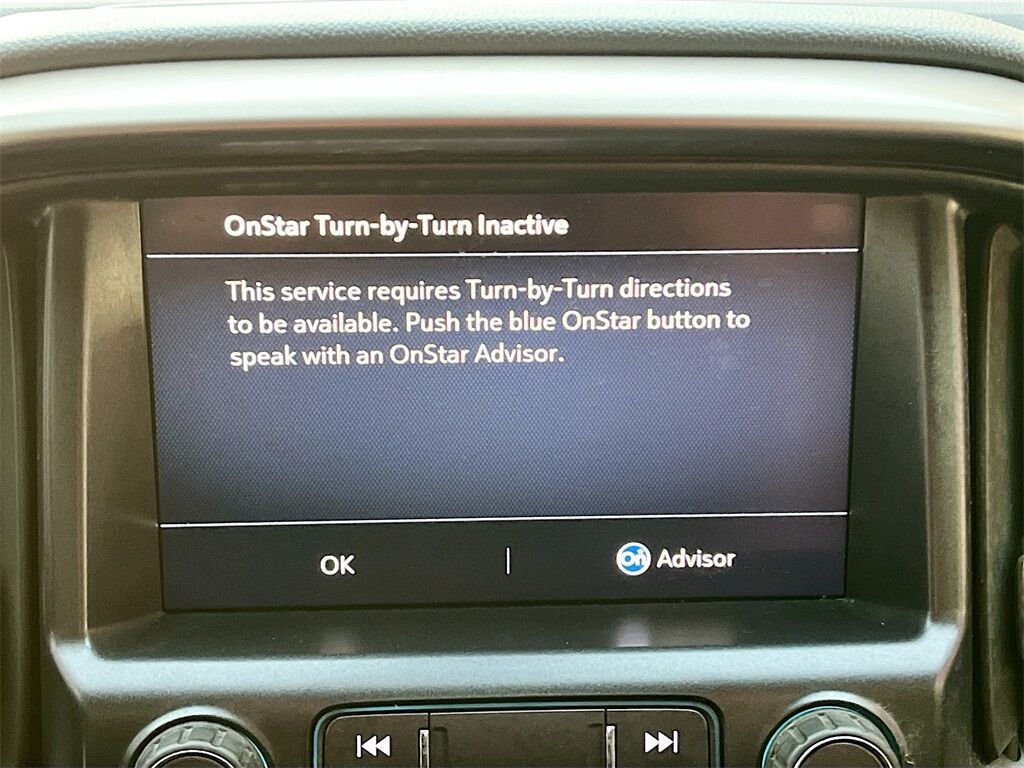 OnStar Turn-by-Turn Inactive
This service requires Turn-by-Turn directions
to be available. Push the blue OnStar button to
speak with an OnStar Advisor.
OK
On Advisor